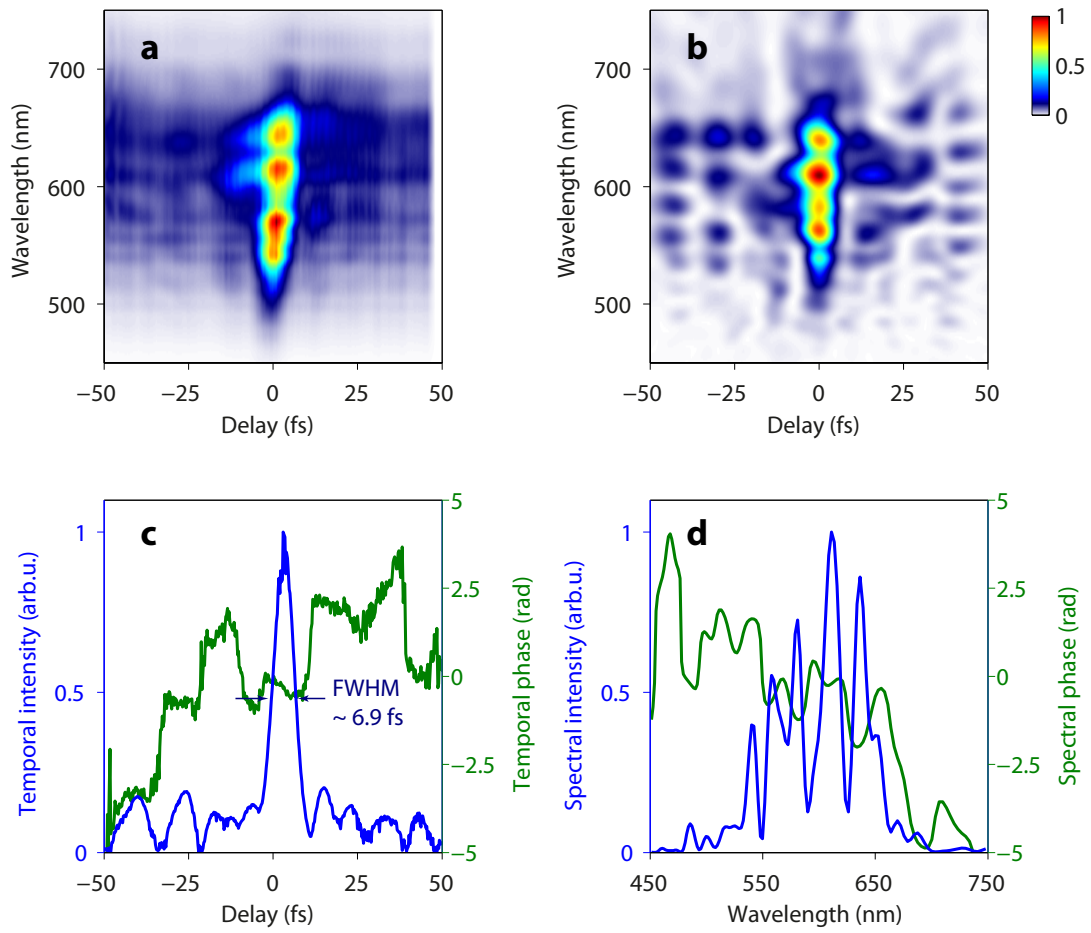 a
700
600
500
Wavelength (nm)
−50
−25
0
25
50
Delay (fs)
b
700
600
500
Wavelength (nm)
−50
−25
0
25
50
Delay (fs)
1
0.5
0
c
1
0.5
0
Temporal intensity (arb.u.)
5
2.5
0
−2.5
−5
Temporal phase (rad)
FWHM
~ 6.9 fs
−50
−25
0
25
50
Delay (fs)
d
1
0.5
0
Spectral intensity (arb.u.)
5
2.5
0
−2.5
−5
Spectral phase (rad)
450
550
650
750
Wavelength (nm)